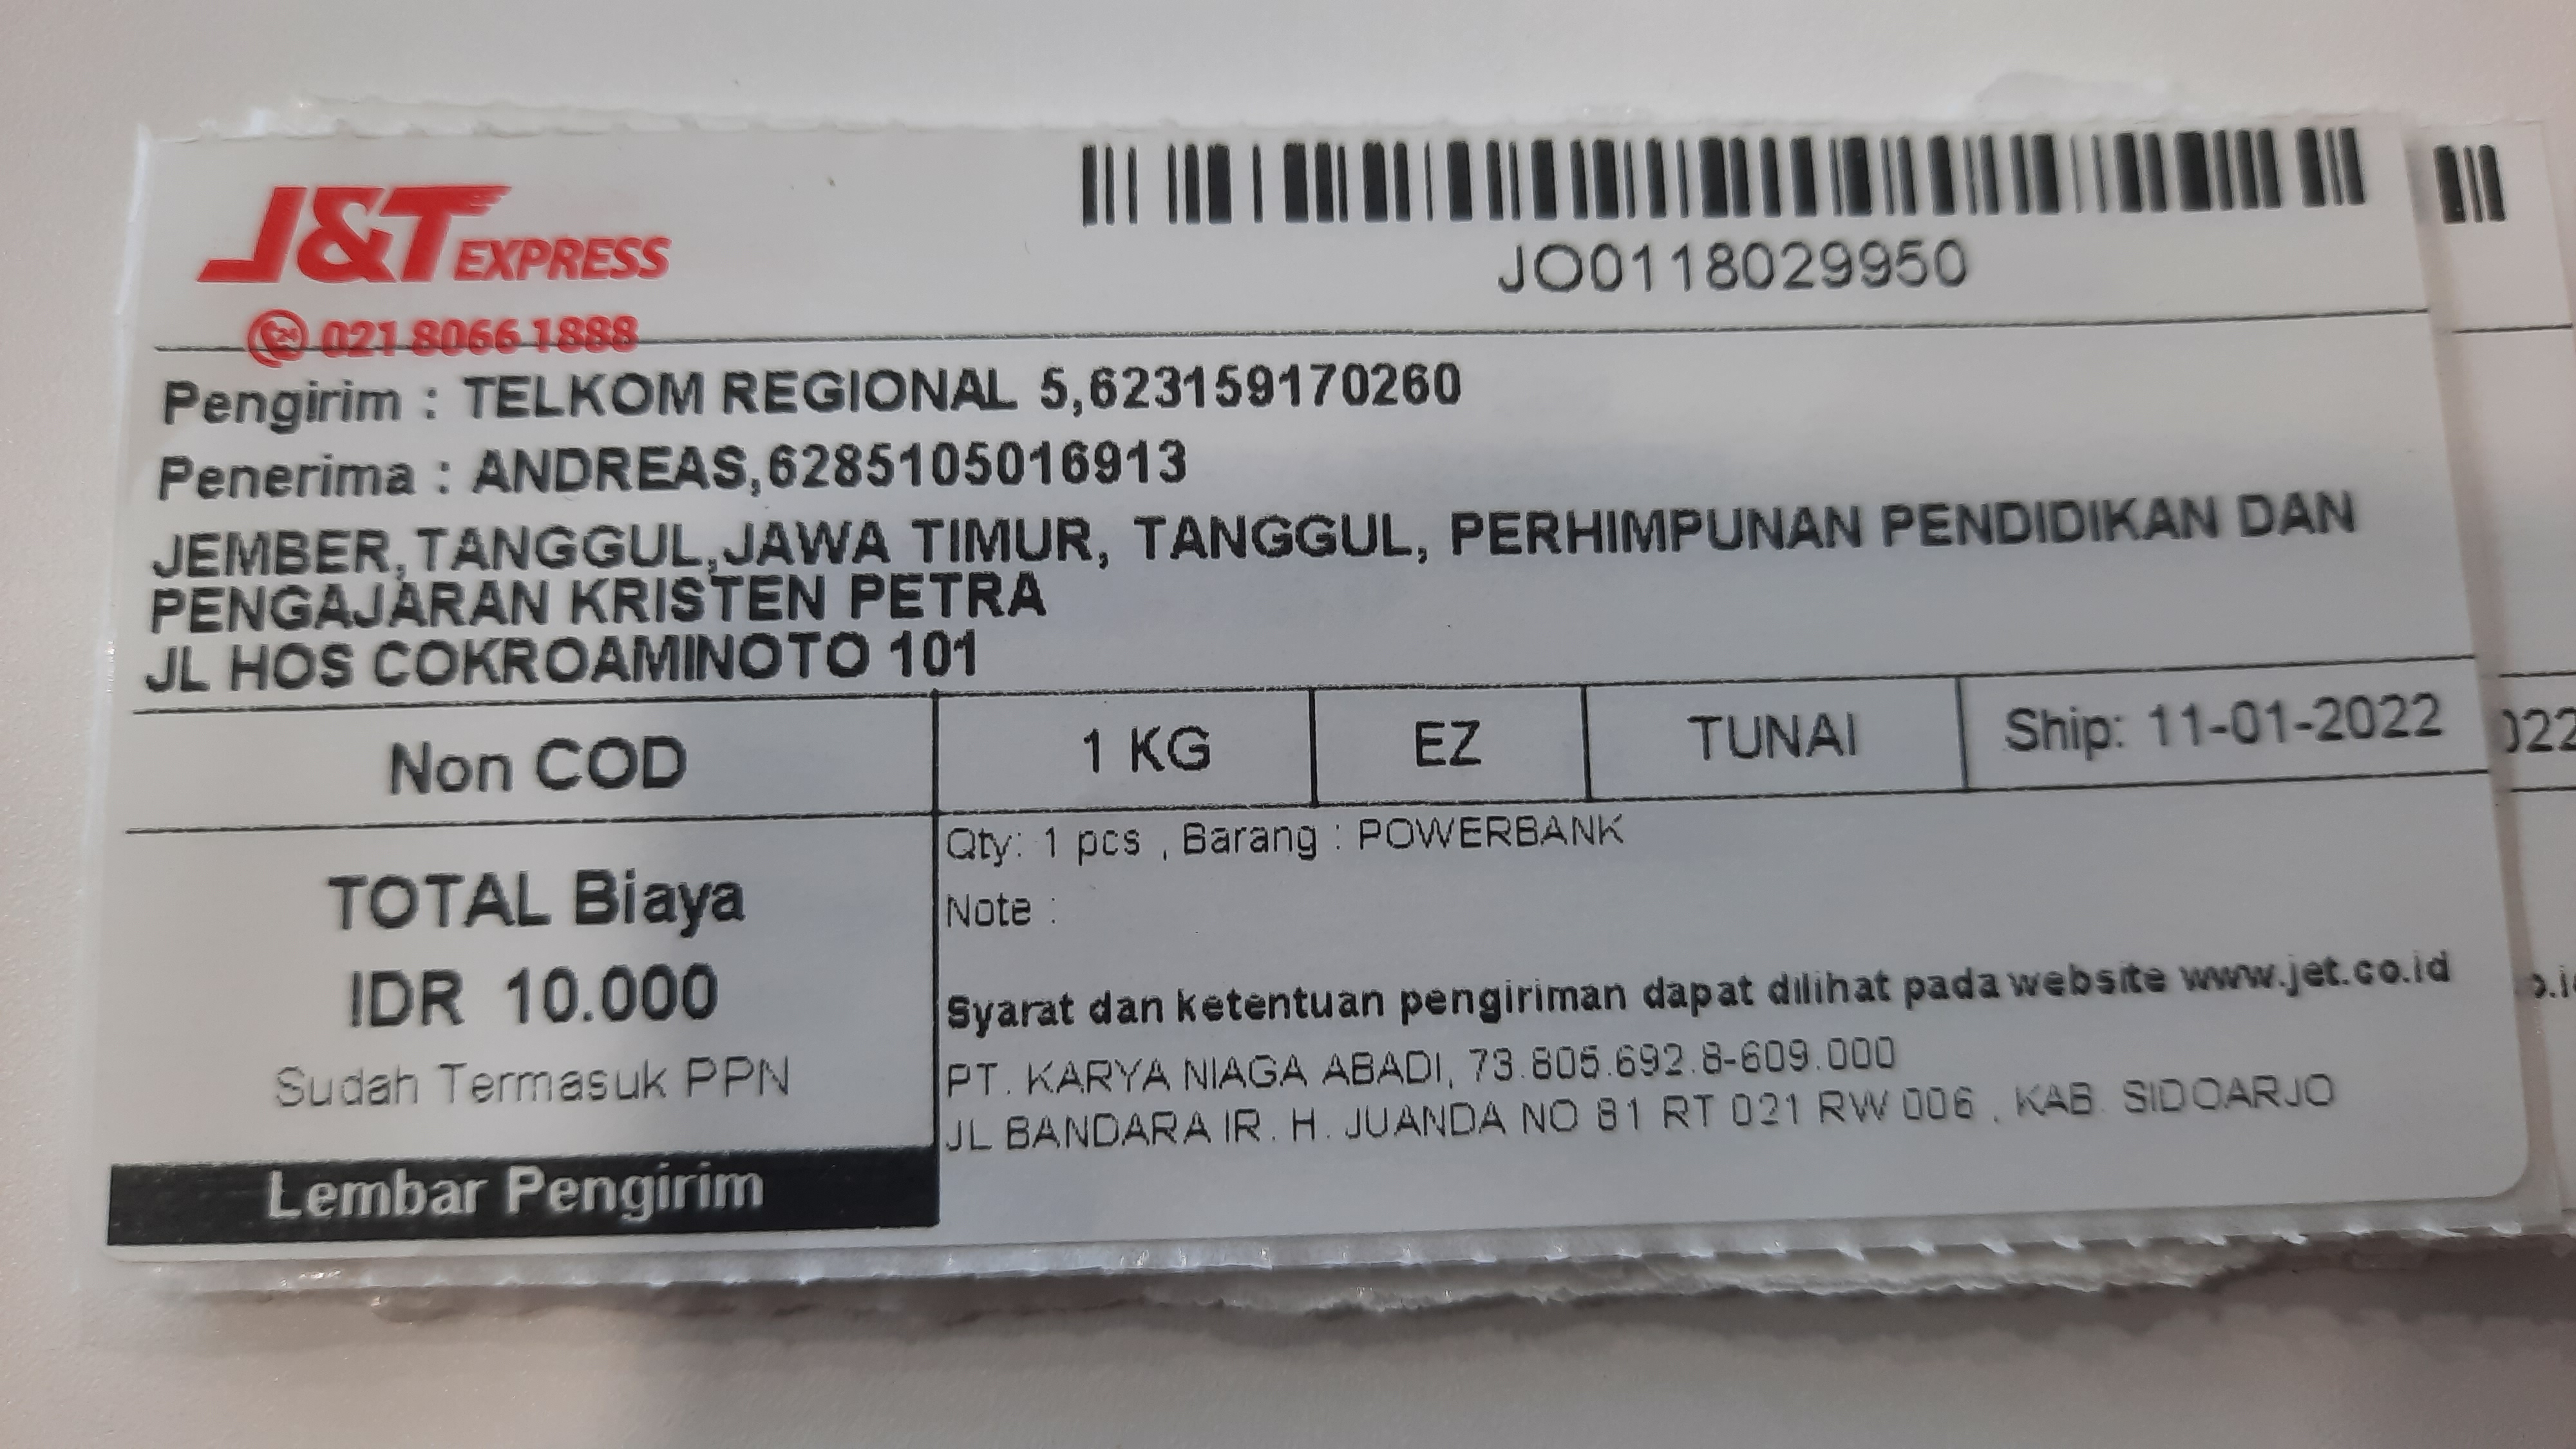 J&T EXPRESS
021 8066 1888
JO0118029950
Pengirim : TELKOM REGIONAL 5,623159170260
Penerima : ANDREAS,6285105016913
JEMBER,TANGGUL,JAWA TIMUR, TANGGUL, PERHIMPUNAN PENDIDIKAN DAN
PENGAJARAN KRISTEN PETRA
JL HOS COKROAMINOTO 101
Non COD
1 KG
EZ
TUNAI
Ship: 11-01-2022
TOTAL Biaya
IDR 10.000
Sudah Termasuk PPN
Lembar Pengirim
Qty: 1 pcs , Barang : POWERBANK
Note :
Syarat dan ketentuan pengiriman dapat dilihat pada website www.jet.co.id
PT. KARYA NIAGA ABADI, 73.805.692.8-609.000
JL BANDARA IR. H. JUANDA NO 81 RT 021 RW 006 , KAB. SIDOARJO
022